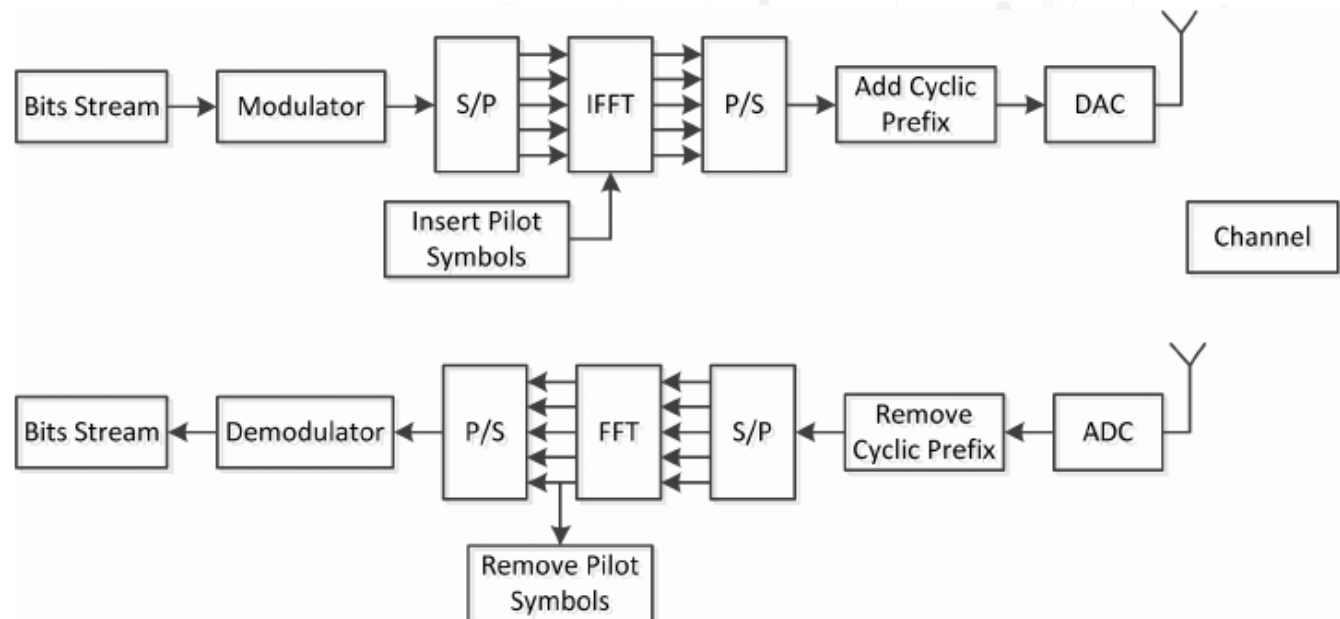 Bits Stream
Modulator
S/P
IFFT
P/S
Add Cyclic
Prefix
DAC
Insert Pilot
Symbols
Channel
Bits Stream
Demodulator
P/S
FFT
S/P
Remove
Cyclic Prefix
ADC
Remove Pilot
Symbols